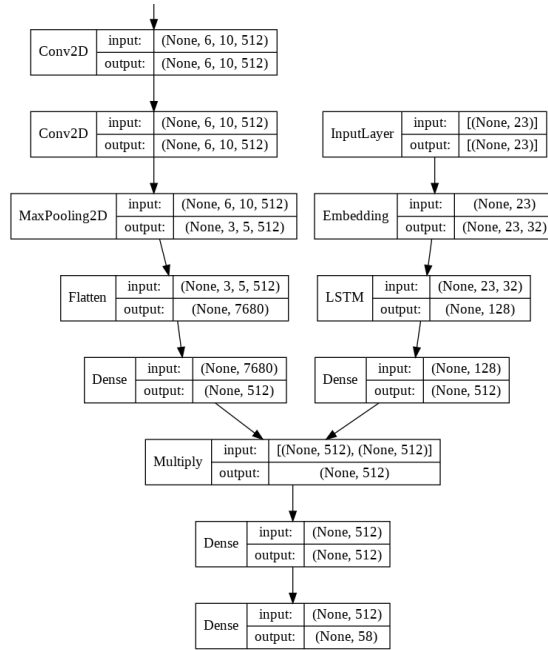 Conv2D
input: (None, 6, 10, 512)
output: (None, 6, 10, 512)
Conv2D
input: (None, 6, 10, 512)
output: (None, 6, 10, 512)
InputLayer
input: [(None, 23)]
output: [(None, 23)]
MaxPooling2D
input: (None, 6, 10, 512)
output: (None, 3, 5, 512)
Embedding
input: (None, 23)
output: (None, 23, 32)
Flatten
input: (None, 3, 5, 512)
output: (None, 7680)
LSTM
input: (None, 23, 32)
output: (None, 128)
Dense
input: (None, 7680)
output: (None, 512)
Dense
input: (None, 128)
output: (None, 512)
Multiply
input: [(None, 512), (None, 512)]
output: (None, 512)
Dense
input: (None, 512)
output: (None, 512)
Dense
input: (None, 512)
output: (None, 58)